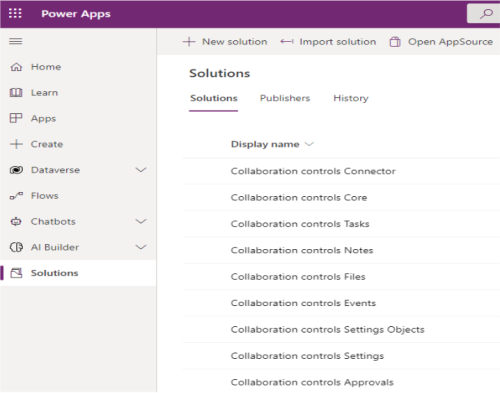 Power Apps
New solution Import solution Open AppSource
Home
Learn
Apps
Create
Dataverse
Flows
Chatbots
AI Builder
Solutions
Solutions
Solutions Publishers History
Display name
Collaboration controls Connector
Collaboration controls Core
Collaboration controls Tasks
Collaboration controls Notes
Collaboration controls Files
Collaboration controls Events
Collaboration controls Settings Objects
Collaboration controls Settings
Collaboration controls Approvals